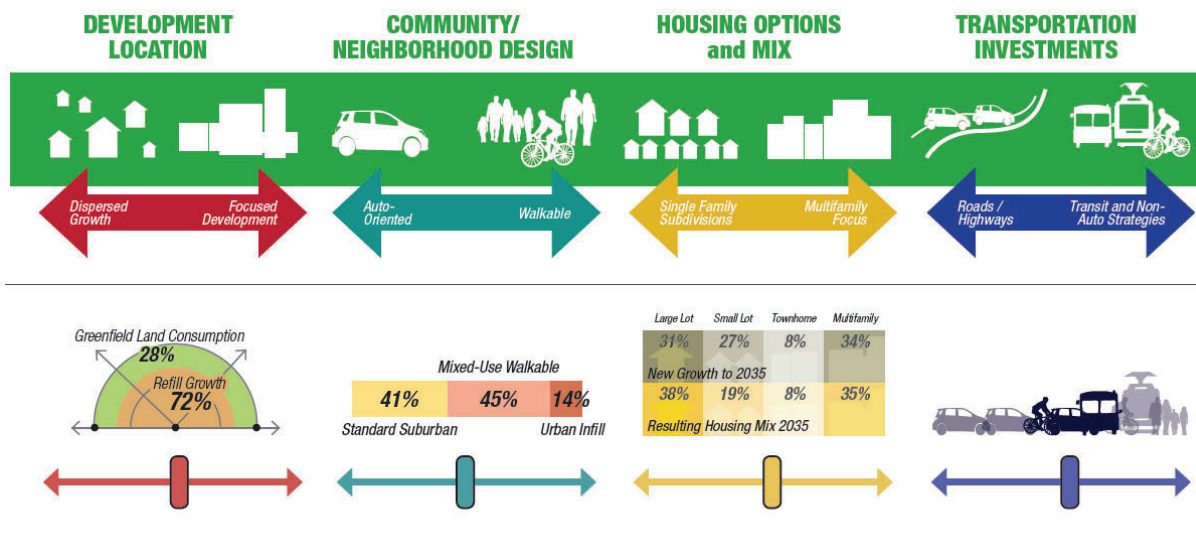 DEVELOPMENT
LOCATION
COMMUNITY/
NEIGHBORHOOD DESIGN
HOUSING OPTIONS
and MIX
TRANSPORTATION
INVESTMENTS
Dispersed
Growth
Focused
Development
Auto-
Oriented
Walkable
Single Family
Subdivisions
Multifamily
Focus
Roads /
Highways
Transit and Non-
Auto Strategies
Greenfield Land Consumption
28%
Refill Growth
72%
Mixed-Use Walkable
41% 45% 14%
Standard Suburban Urban Infill
Large Lot Small Lot Townhome Multifamily
31% 27% 8% 34%
New Growth to 2035
38% 19% 8% 35%
Resulting Housing Mix 2035